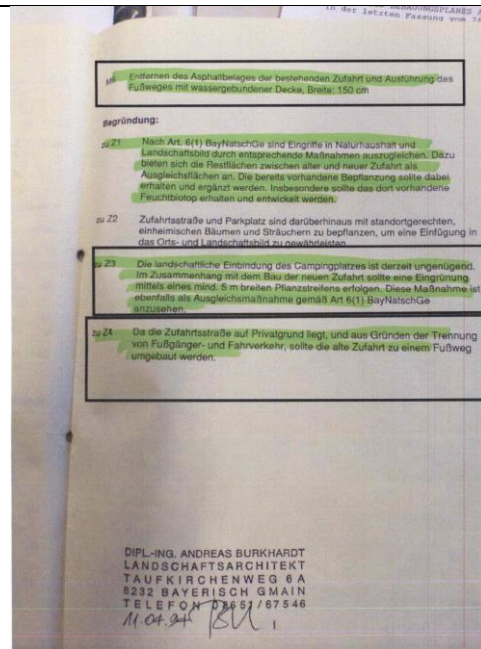 in der letzten Fassung vom
M6 Entfernen des Asphaltbelages der bestehenden Zufahrt und Ausführung des
Fußweges mit wassergebundener Decke, Breite: 150 cm
Begründung:
zu Z1 Nach Art. 6(1) BayNatschGe sind Eingriffe in Naturhaushalt und
Landschaftsbild durch entsprechende Maßnahmen auszugleichen. Dazu
bieten sich die Restflächen zwischen alter und neuer Zufahrt als
Ausgleichsflächen an. Die bereits vorhandene Bepflanzung sollte dabei
erhalten und ergänzt werden. Insbesondere sollte das dort vorhandene
Feuchtbiotop erhalten und entwickelt werden.
zu Z2 Zufahrtsstraße und Parkplatz sind darüberhinaus mit standortgerechten,
einheimischen Bäumen und Sträuchern zu bepflanzen, um eine Einfügung in
das Orts- und Landschaftsbild zu gewährleisten.
zu Z3 Die landschaftliche Einbindung des Campingplatzes ist derzeit ungenügend.
Im Zusammenhang mit dem Bau der neuen Zufahrt sollte eine Eingrünung
mittels eines mind. 5 m breiten Pflanzstreifens erfolgen. Diese Maßnahme ist
ebenfalls als Ausgleichsmaßnahme gemäß Art 6(1) BayNatschGe
anzusehen.
zu Z4 Da die Zufahrtsstraße auf Privatgrund liegt, und aus Gründen der Trennung
von Fußgänger- und Fahrverkehr, sollte die alte Zufahrt zu einem Fußweg
umgebaut werden.
DIPL.-ING. ANDREAS BURKHARDT
LANDSCHAFTSARCHITEKT
TAUFKIRCHENWEG 6A
8232 BAYERISCH GMAIN
TELEFON 08651/67546
11.04.94